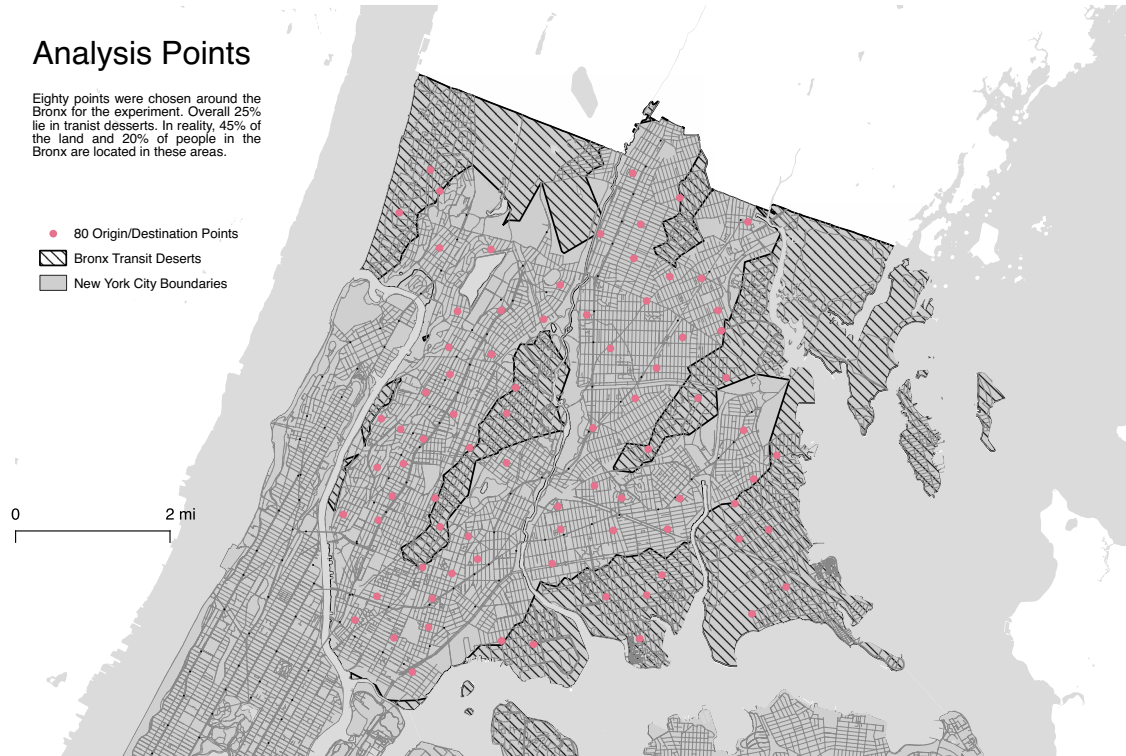 Analysis Points
Eighty points were chosen around the
Bronx for the experiment. Overall 25%
lie in tranist desserts. In reality, 45% of
the land and 20% of people in the
Bronx are located in these areas.
80 Origin/Destination Points
Bronx Transit Deserts
New York City Boundaries
0
2 mi